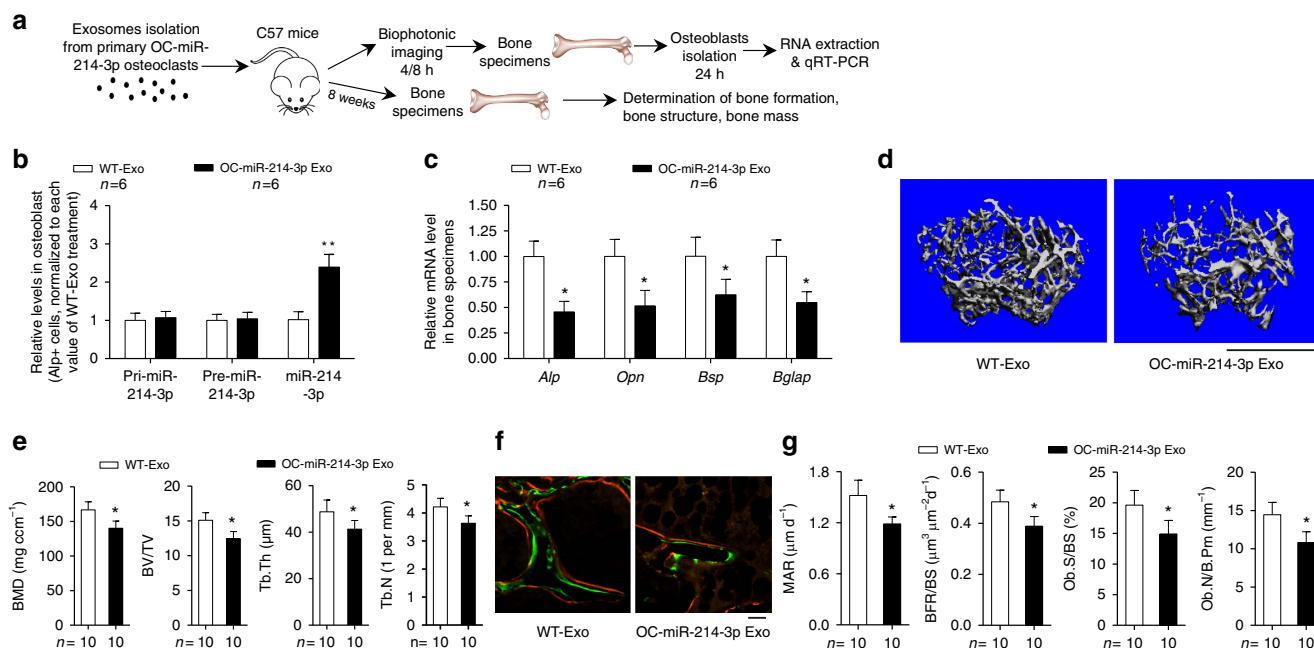 a
Exosomes isolation
from primary OC-miR-
214-3p osteoclasts
C57 mice
Biophotonic
imaging
4/8 h
Bone
specimens
Osteoblasts
isolation
24 h
RNA extraction
& qRT-PCR
8 weeks
Bone
specimens
Determination of bone formation,
bone structure, bone mass
b
WT-Exo
n=6
OC-miR-214-3p Exo
n=6
Relative levels in osteoblast
(Alp+ cells, normalized to each
value of WT-Exo treatment)
4
3
2
1
0
**
Pri-miR-
214-3p
Pre-miR-
214-3p
miR-214
-3p
c
WT-Exo
n=6
OC-miR-214-3p Exo
n=6
Relative mRNA level
in bone specimens
1.50
1.25
1.00
0.75
0.50
0.25
0.00
*
*
*
*
Alp
Opn
Bsp
Bglap
d
WT-Exo
OC-miR-214-3p Exo
e
WT-Exo
OC-miR-214-3p Exo
BMD (mg ccm⁻¹)
200
150
100
50
0
*
n= 10 10
BV/TV
20
15
10
5
0
*
n= 10 10
Tb.Th (μm)
60
40
20
0
*
n= 10 10
Tb.N (1 per mm)
5
4
3
2
1
0
*
n= 10 10
f
WT-Exo
OC-miR-214-3p Exo
g
WT-Exo
OC-miR-214-3p Exo
MAR (μm d⁻¹)
1.8
1.5
1.2
0.9
0.6
0.0
*
n= 10 10
BFR/BS (μm³ μm⁻²d⁻¹)
0.6
0.4
0.2
0.0
*
n= 10 10
Ob.S/BS (%)
25
20
15
10
5
0
*
n= 10 10
Ob.N/B.Pm (mm⁻¹)
20
15
10
5
0
*
n= 10 10